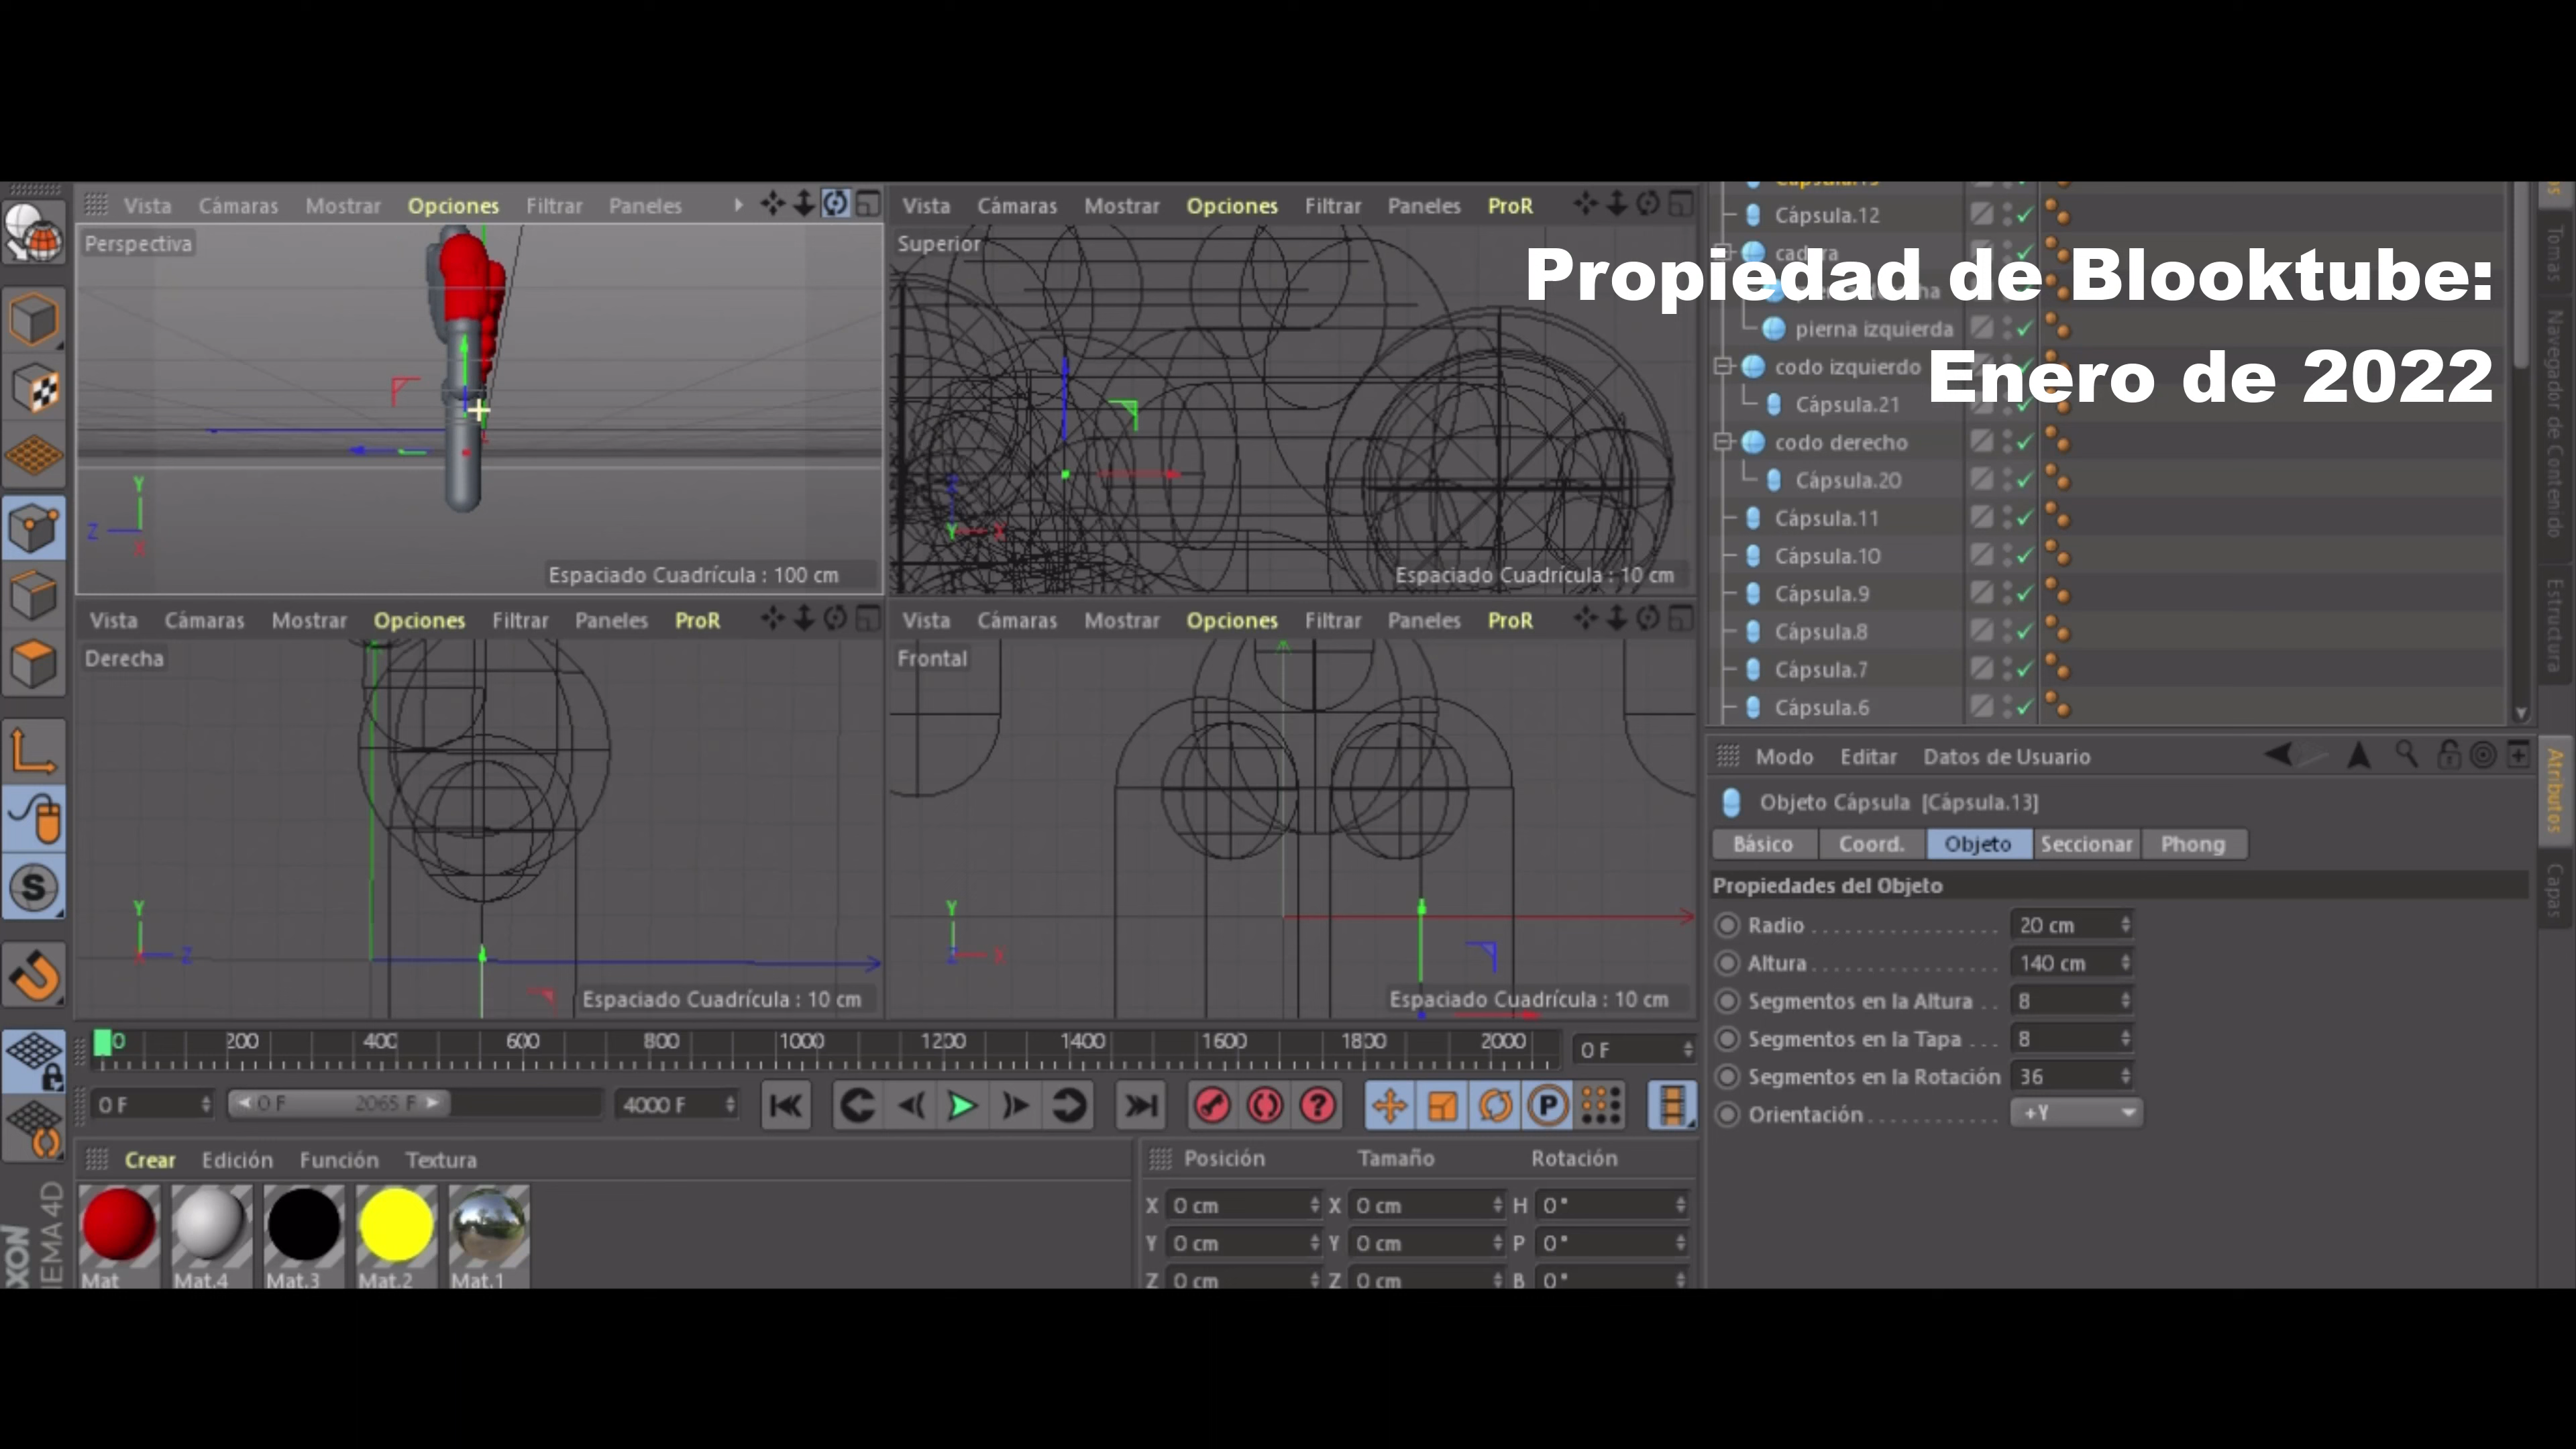 Vista Cámaras Mostrar Opciones Filtrar Paneles
Perspectiva
Y
Z
X
Espaciado Cuadrícula : 100 cm
Vista Cámaras Mostrar Opciones Filtrar Paneles ProR
Superior
Z
Y X
Espaciado Cuadrícula : 10 cm
Vista Cámaras Mostrar Opciones Filtrar Paneles ProR
Derecha
Y
X Z
Espaciado Cuadrícula : 10 cm
Vista Cámaras Mostrar Opciones Filtrar Paneles ProR
Frontal
Y
Z X
Espaciado Cuadrícula : 10 cm
Propiedad de Blooktube:
Enero de 2022
Cápsula.12
cadera
pierna izquierda
codo izquierdo
Cápsula.21
codo derecho
Cápsula.20
Cápsula.11
Cápsula.10
Cápsula.9
Cápsula.8
Cápsula.7
Cápsula.6
Tomas
Navegador de Contenido
Estructura
Modo Editar Datos de Usuario
Objeto Cápsula [Cápsula.13]
Básico Coord. Objeto Seccionar Phong
Propiedades del Objeto
Radio 20 cm
Altura 140 cm
Segmentos en la Altura 8
Segmentos en la Tapa 8
Segmentos en la Rotación 36
Orientación +Y
Atributos
Capas
0 200 400 600 800 1000 1200 1400 1600 1800 2000 0 F
0 F 0 F 2065 F 4000 F
S
P
?
Crear Edición Función Textura
Mat Mat.4 Mat.3 Mat.2 Mat.1
Posición Tamaño Rotación
X 0 cm X 0 cm H 0°
Y 0 cm Y 0 cm P 0°
Z 0 cm Z 0 cm B 0°